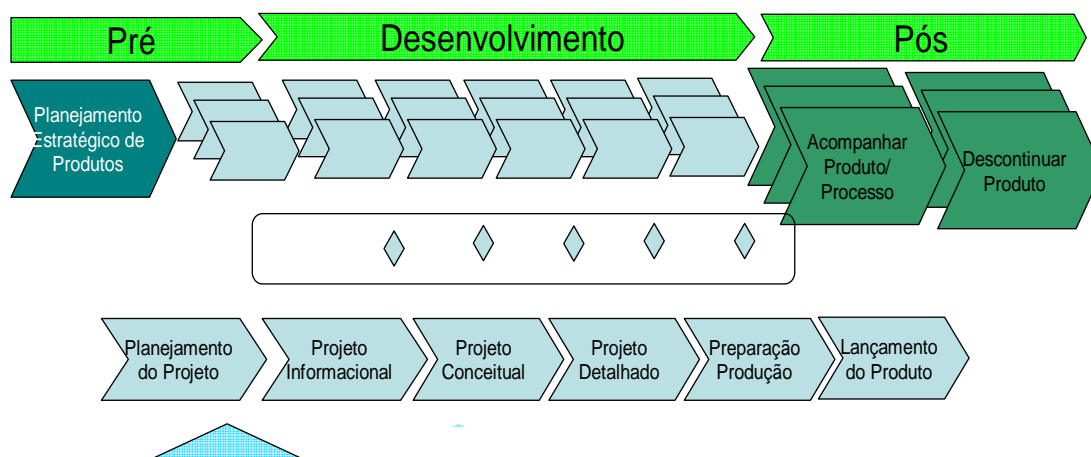 Pré
Desenvolvimento
Pós
Planejamento
Estratégico de
Produtos
Acompanhar
Produto/
Processo
Descontinuar
Produto
Planejamento
do Projeto
Projeto
Informacional
Projeto
Conceitual
Projeto
Detalhado
Preparação
Produção
Lançamento
do Produto